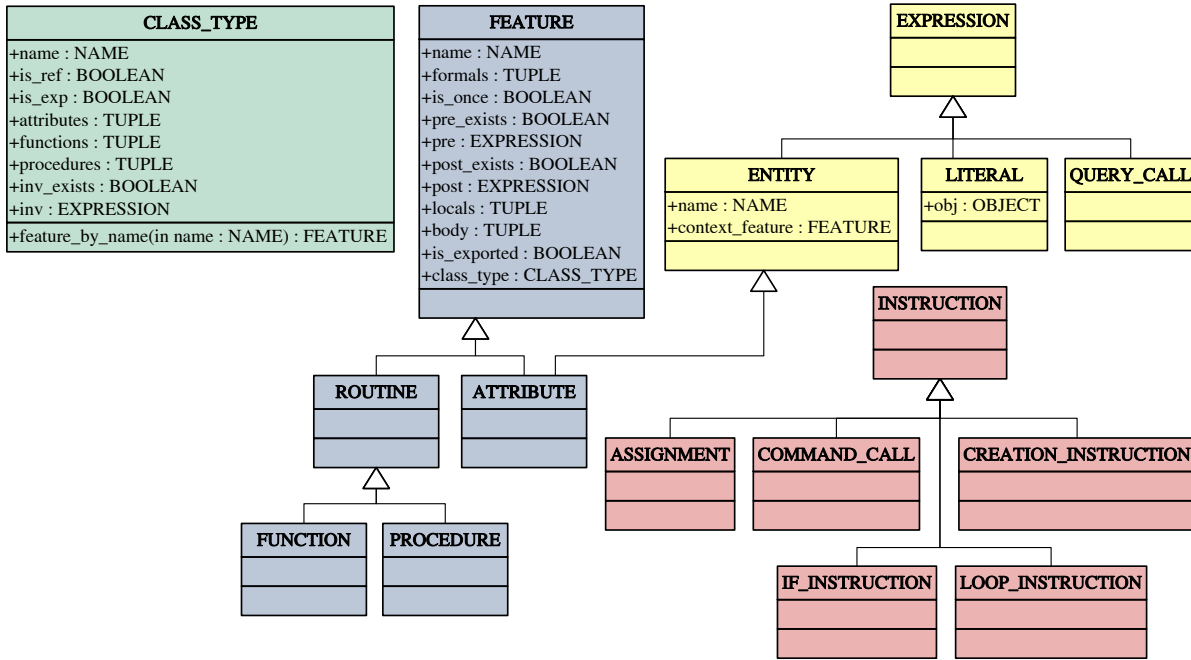 CLASS_TYPE
+name : NAME
+is_ref : BOOLEAN
+is_exp : BOOLEAN
+attributes : TUPLE
+functions : TUPLE
+procedures : TUPLE
+inv_exists : BOOLEAN
+inv : EXPRESSION
+feature_by_name(in name : NAME) : FEATURE
FEATURE
+name : NAME
+formals : TUPLE
+is_once : BOOLEAN
+pre_exists : BOOLEAN
+pre : EXPRESSION
+post_exists : BOOLEAN
+post : EXPRESSION
+locals : TUPLE
+body : TUPLE
+is_exported : BOOLEAN
+class_type : CLASS_TYPE
EXPRESSION
ENTITY
+name : NAME
+context_feature : FEATURE
LITERAL
+obj : OBJECT
QUERY_CALL
INSTRUCTION
ROUTINE
ATTRIBUTE
ASSIGNMENT
COMMAND_CALL
CREATION_INSTRUCTION
FUNCTION
PROCEDURE
IF_INSTRUCTION
LOOP_INSTRUCTION